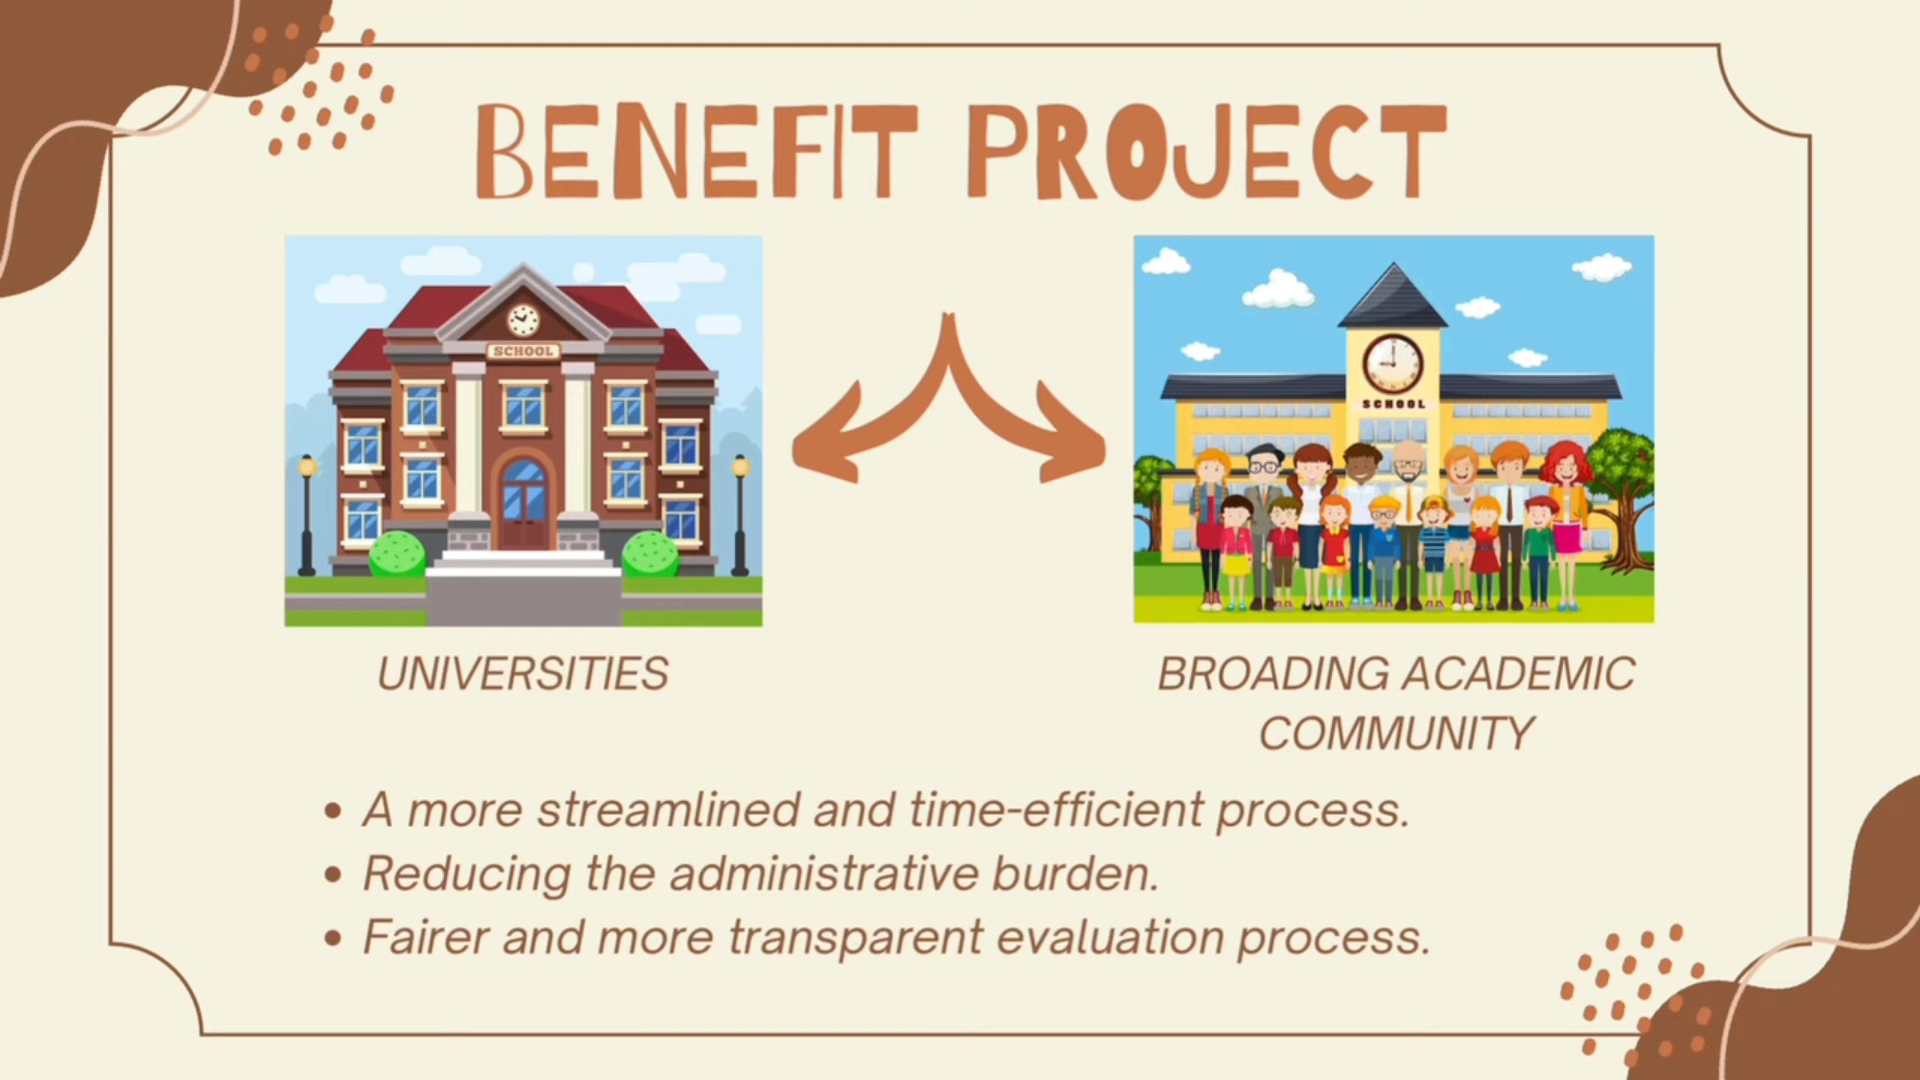 BENEFIT PROJECT
SCHOOL
SCHOOL
UNIVERSITIES
BROADING ACADEMIC
COMMUNITY
• A more streamlined and time-efficient process.
• Reducing the administrative burden.
• Fairer and more transparent evaluation process.